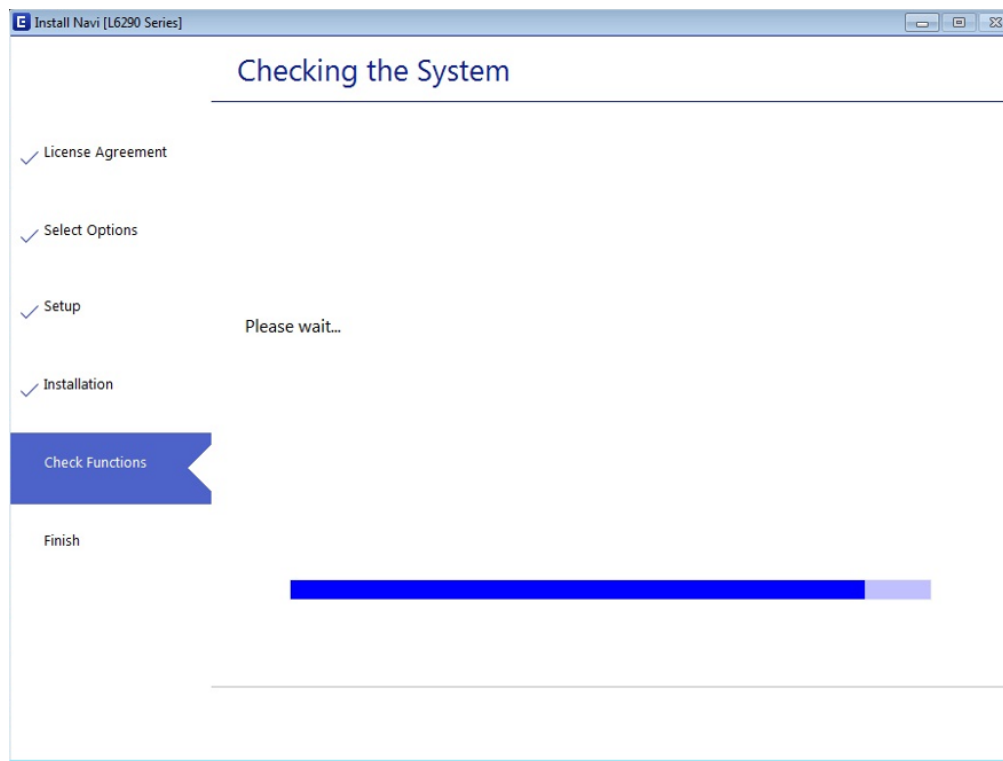 E Install Navi [L6290 Series]
Checking the System
License Agreement
Select Options
Setup
Please wait...
Installation
Check Functions
Finish